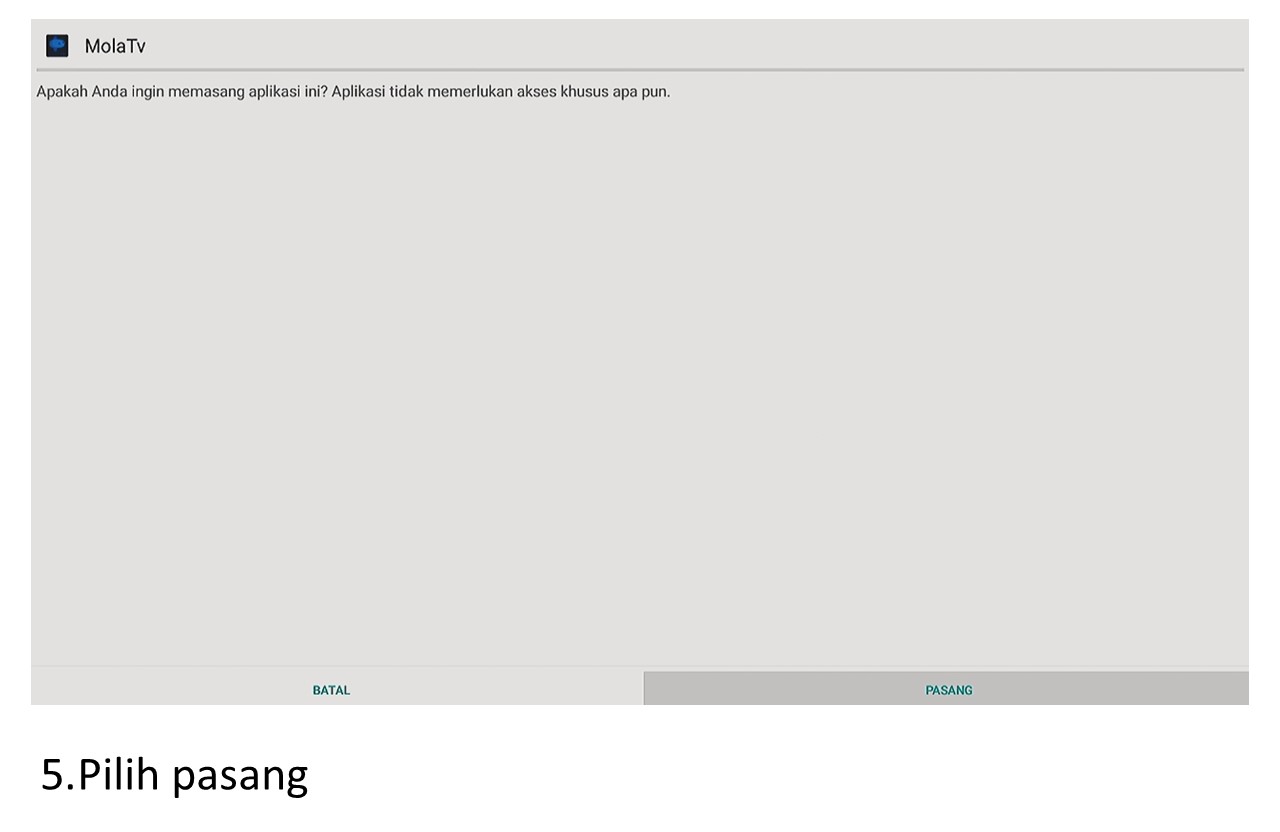 MolaTv
Apakah Anda ingin memasang aplikasi ini? Aplikasi tidak memerlukan akses khusus apa pun.
BATAL
PASANG
5.Pilih pasang